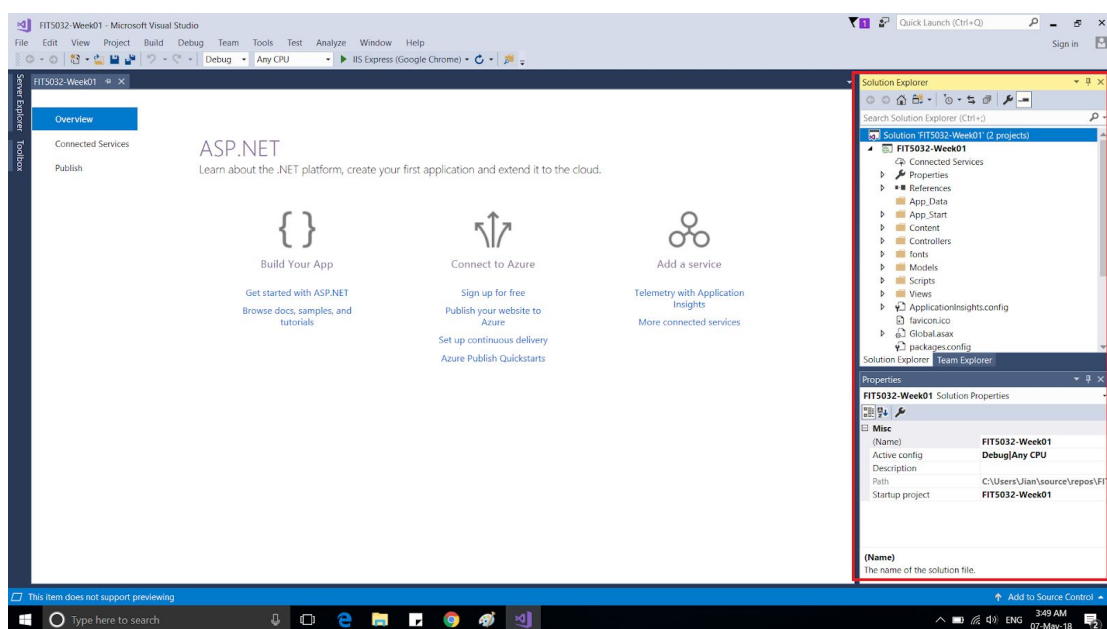 FIT5032-Week01 - Microsoft Visual Studio
1
Quick Launch (Ctrl+Q)
File Edit View Project Build Debug Team Tools Test Analyze Window Help
Sign in
Debug Any CPU IIS Express (Google Chrome)
Server Explorer
Toolbox
FIT5032-Week01
Overview
Connected Services
Publish
ASP.NET
Learn about the .NET platform, create your first application and extend it to the cloud.
Build Your App
Get started with ASP.NET
Browse docs, samples, and
tutorials
Connect to Azure
Sign up for free
Publish your website to
Azure
Set up continuous delivery
Azure Publish Quickstarts
Add a service
Telemetry with Application
Insights
More connected services
Solution Explorer
Search Solution Explorer (Ctrl+;)
Solution 'FIT5032-Week01' (2 projects)
FIT5032-Week01
Connected Services
Properties
References
App_Data
App_Start
Content
Controllers
fonts
Models
Scripts
Views
ApplicationInsights.config
favicon.ico
Global.asax
packages.config
Solution Explorer Team Explorer
Properties
FIT5032-Week01 Solution Properties
Misc
(Name) FIT5032-Week01
Active config Debug|Any CPU
Description
Path C:\Users\Jian\source\repos\FI
Startup project FIT5032-Week01
(Name)
The name of the solution file.
This item does not support previewing
Add to Source Control
Type here to search
ENG
3:49 AM
07-May-18
2